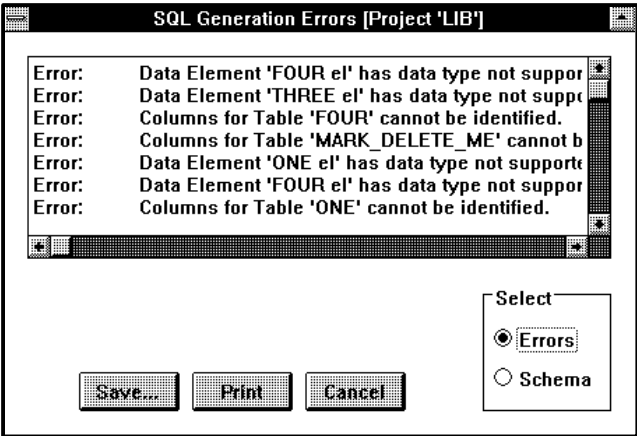 SQL Generation Errors [Project 'LIB']
Error: Data Element 'FOUR el' has data type not suppor
Error: Data Element 'THREE el' has data type not suppo
Error: Columns for Table 'FOUR' cannot be identified.
Error: Columns for Table 'MARK_DELETE_ME' cannot b
Error: Data Element 'ONE el' has data type not supporte
Error: Data Element 'FOUR el' has data type not suppor
Error: Columns for Table 'ONE' cannot be identified.
Select
Errors
Schema
Save... Print Cancel